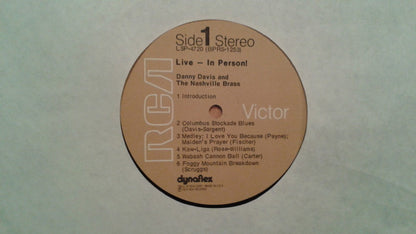 Side 1 Stereo
LSP-4720 (BPRS-1253)
Live — In Person!
Danny Davis and
The Nashville Brass
1 Introduction
RCA Victor
2 Columbus Stockade Blues
(Davis-Sargent)
3 Medley: I Love You Because (Payne);
Maiden's Prayer (Fischer)
4 Kaw-Liga (Rose-Williams)
5 Wabash Cannon Ball (Carter)
6 Foggy Mountain Breakdown
(Scruggs)
dynaflex